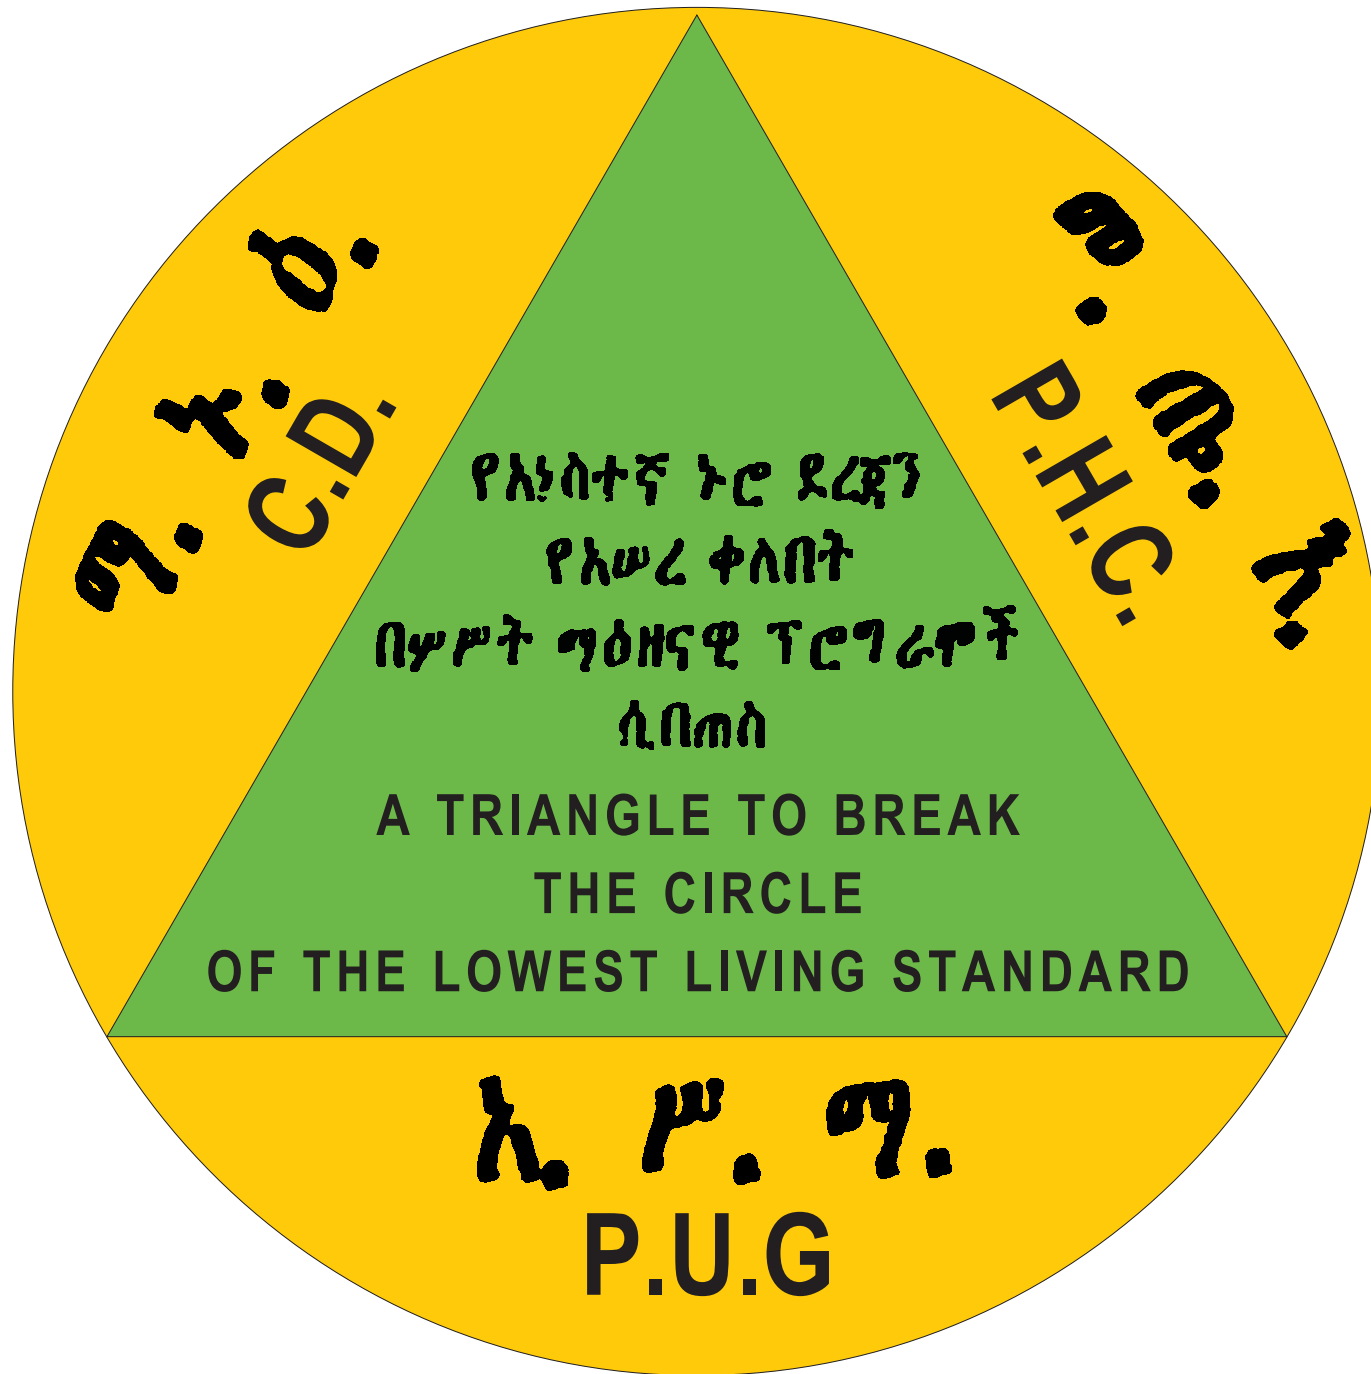 ማ. ኅ. ዕ.
C.D.
መ. ጤ. እ.
P.H.C.
የአነስተኛ ኑሮ ደረጃን
የአሠረ ቀለበት
በሦሥት ማዕዘናዊ ፕሮግራሞች
ሲበጠስ
A TRIANGLE TO BREAK
THE CIRCLE
OF THE LOWEST LIVING STANDARD
ኢ. ሥ. ማ.
P.U.G